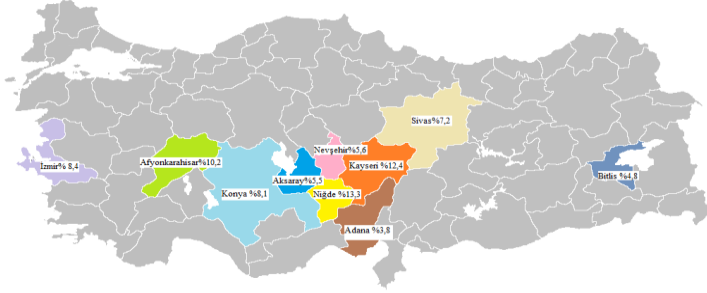 Sivas%7,2
Nevşehir%5,6
Afyonkarahisar%10,2
Kayseri %12,4
İzmir% 8,4
Aksaray%5,5
Bitlis %4,8
Konya %8,1
Niğde %13,3
Adana %3,8